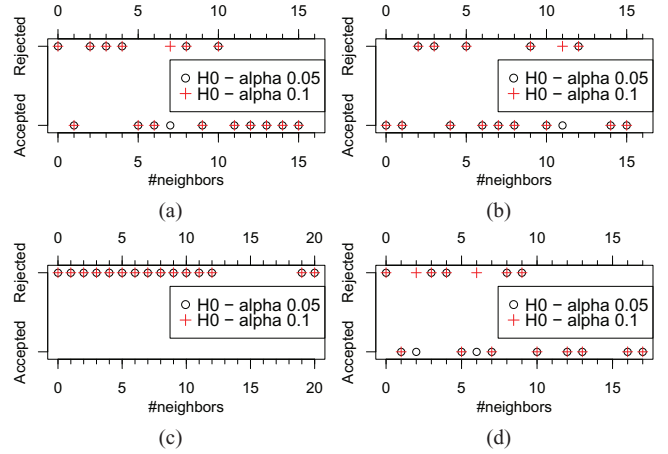 0 5 10 15
Rejected
Accepted
H0 − alpha 0.05
H0 − alpha 0.1
0 5 10 15
#neighbors
(a)
0 5 10 15
Rejected
Accepted
H0 − alpha 0.05
H0 − alpha 0.1
0 5 10 15
#neighbors
(b)
0 5 10 15 20
Rejected
Accepted
H0 − alpha 0.05
H0 − alpha 0.1
0 5 10 15 20
#neighbors
(c)
0 5 10 15
Rejected
Accepted
H0 − alpha 0.05
H0 − alpha 0.1
0 5 10 15
#neighbors
(d)